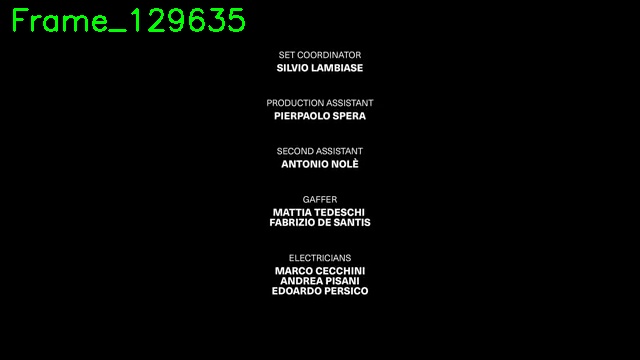 Frame_129635
SET COORDINATOR
SILVIO LAMBIASE
PRODUCTION ASSISTANT
PIERPAOLO SPERA
SECOND ASSISTANT
ANTONIO NOLÈ
GAFFER
MATTIA TEDESCHI
FABRIZIO DE SANTIS
ELECTRICIANS
MARCO CECCHINI
ANDREA PISANI
EDOARDO PERSICO